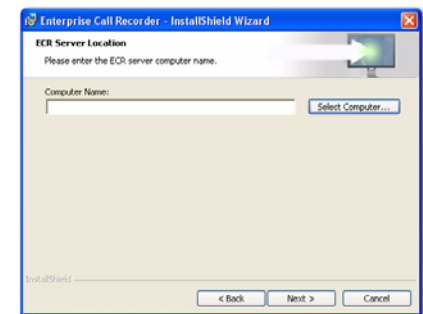 Enterprise Call Recorder - InstallShield Wizard
ECR Server Location
Please enter the ECR server computer name.
Computer Name:
Select Computer...
InstallShield
< Back
Next >
Cancel